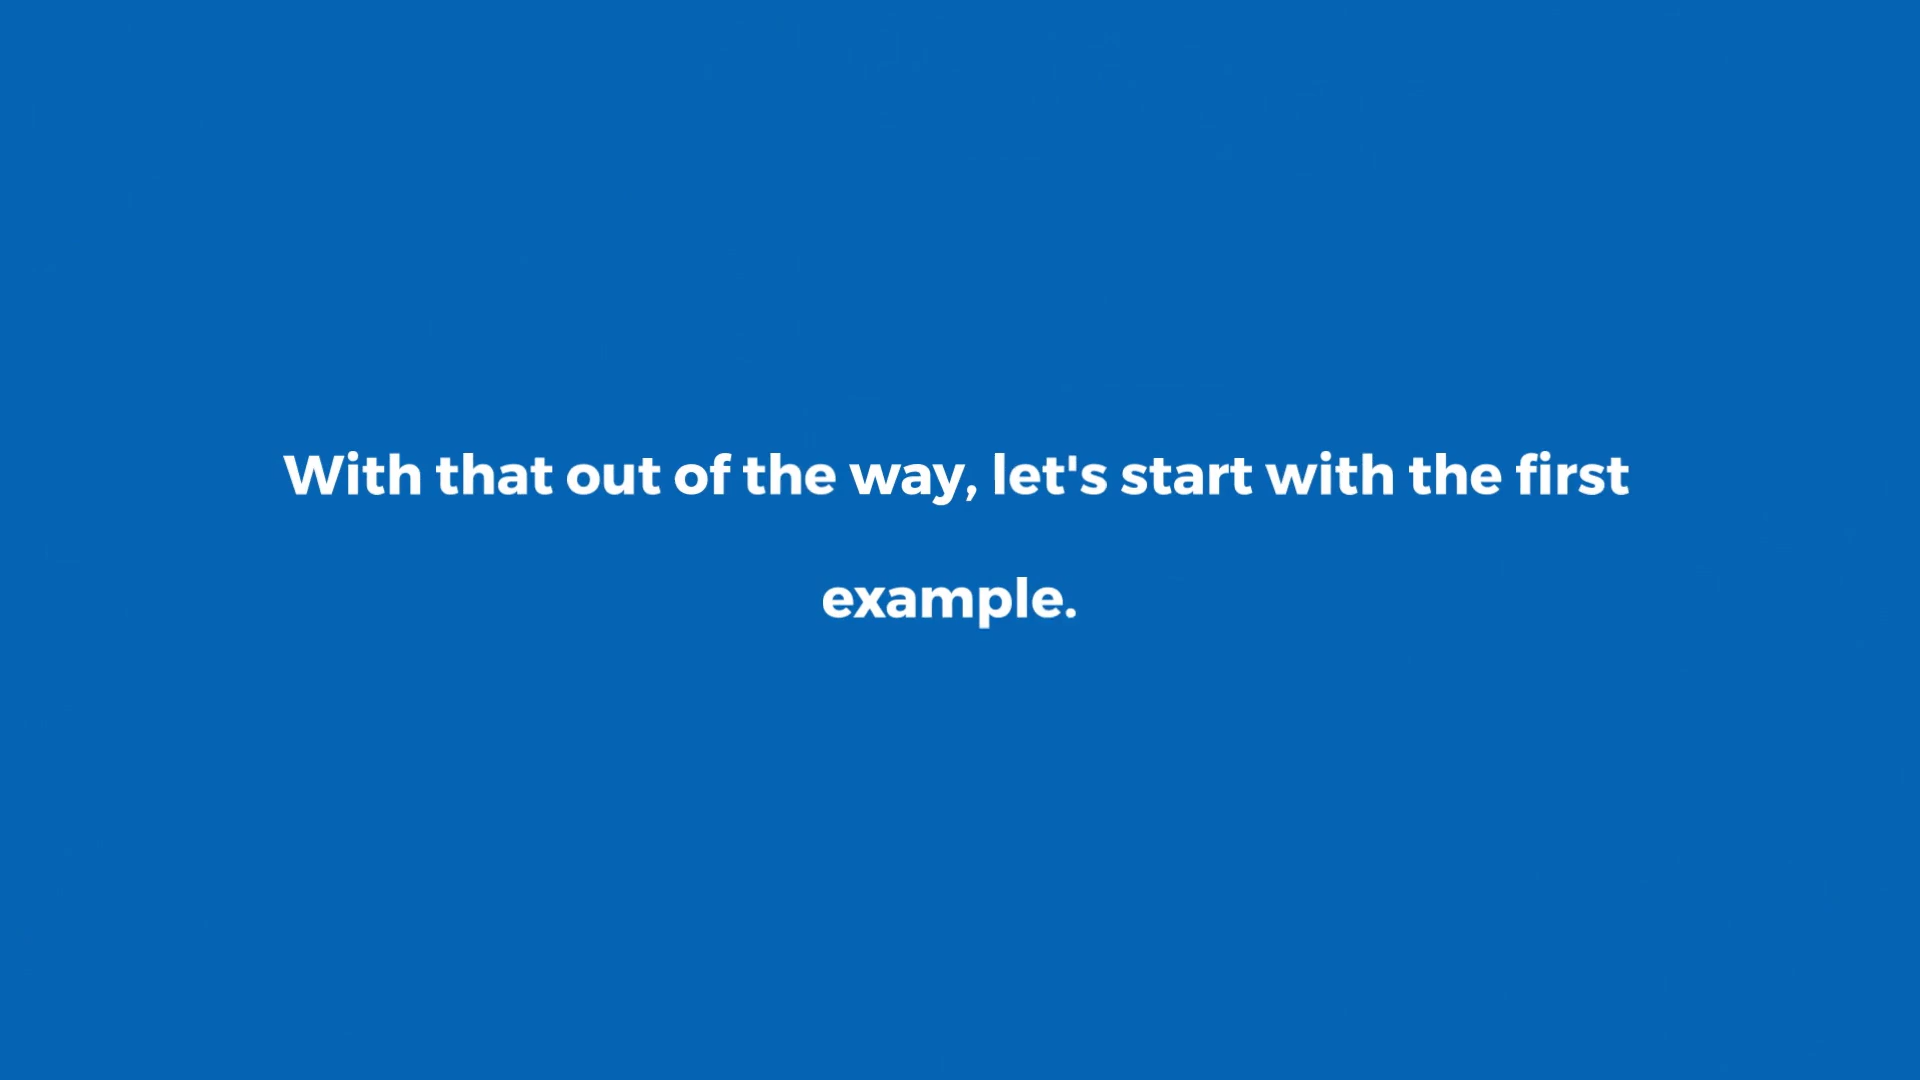 With that out of the way, let's start with the first
example.